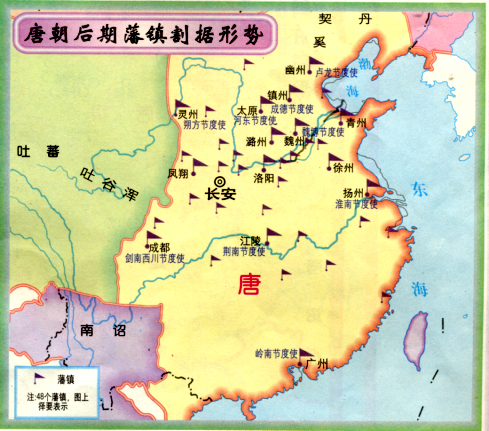 唐朝后期藩镇割据形势
契丹
奚
幽州
卢龙节度使
渤海
镇州
成德节度使
灵州
朔方节度使
太原
河东节度使
青州
潞州
魏州
魏博节度使
吐蕃
吐谷浑
凤翔
长安
洛阳
徐州
扬州
淮南节度使
东海
成都
剑南西川节度使
江陵
荆南节度使
唐
南诏
岭南节度使
广州
藩镇
注:48个藩镇，图上
择要表示